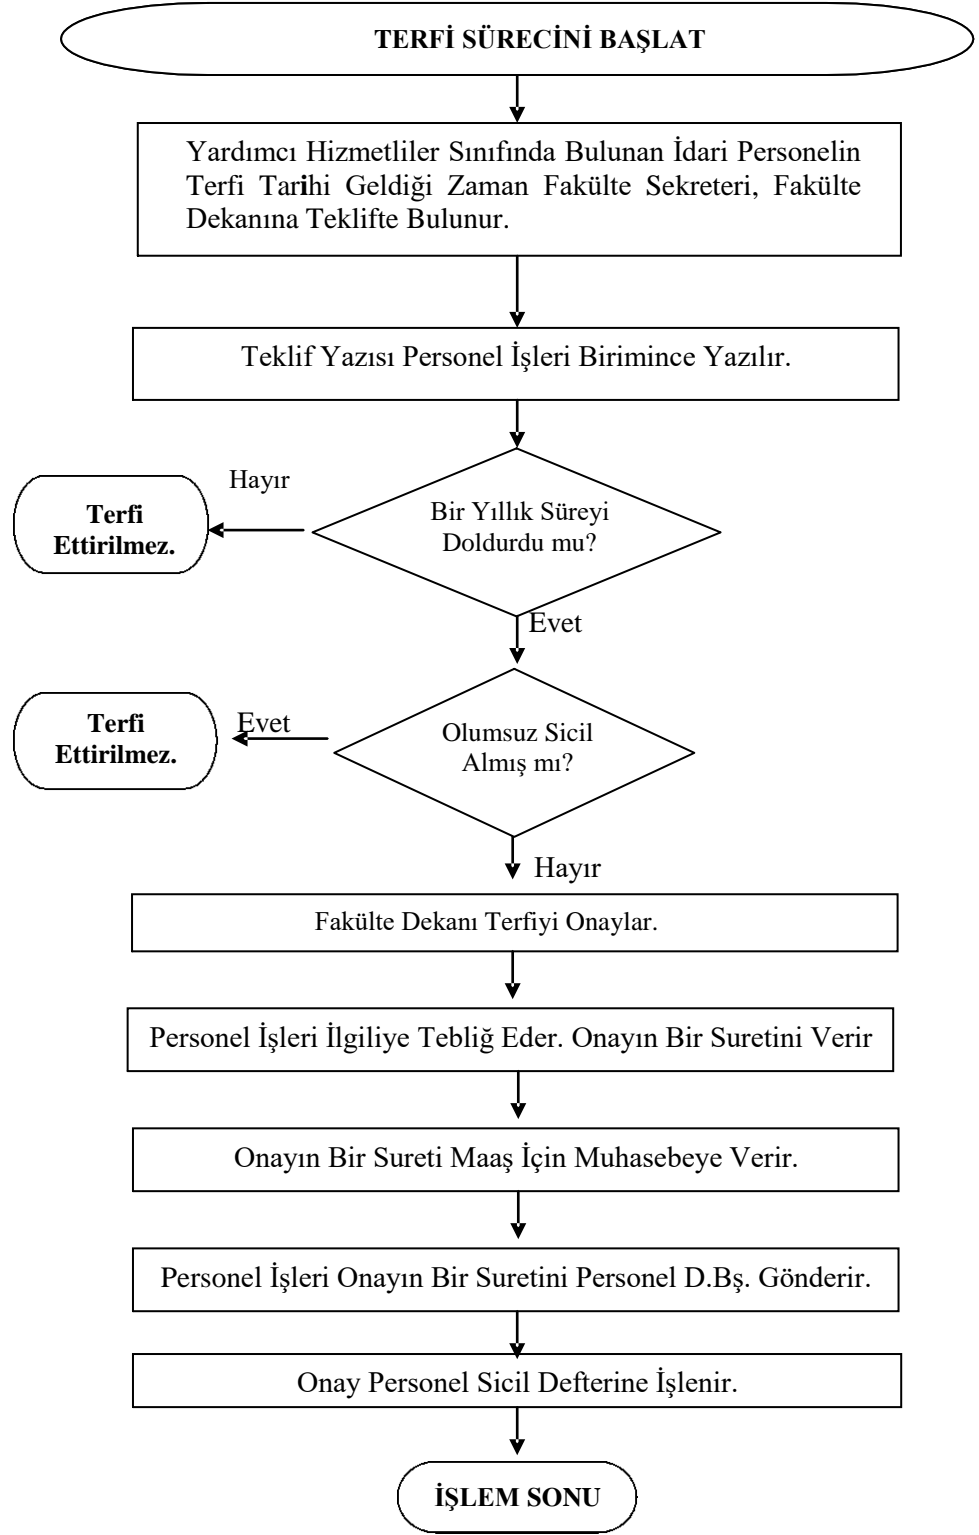 TERFİ SÜRECİNİ BAŞLAT
Yardımcı Hizmetliler Sınıfında Bulunan İdari Personelin
Terfi Tarihi Geldiği Zaman Fakülte Sekreteri, Fakülte
Dekanına Teklifte Bulunur.
Teklif Yazısı Personel İşleri Birimince Yazılır.
Hayır
Terfi
Ettirilmez.
Bir Yıllık Süreyi
Doldurdu mu?
Evet
Terfi
Ettirilmez.
Evet
Olumsuz Sicil
Almış mı?
Hayır
Fakülte Dekanı Terfiyi Onaylar.
Personel İşleri İlgiliye Tebliğ Eder. Onayın Bir Suretini Verir
Onayın Bir Sureti Maaş İçin Muhasebeye Verir.
Personel İşleri Onayın Bir Suretini Personel D.Bş. Gönderir.
Onay Personel Sicil Defterine İşlenir.
İŞLEM SONU